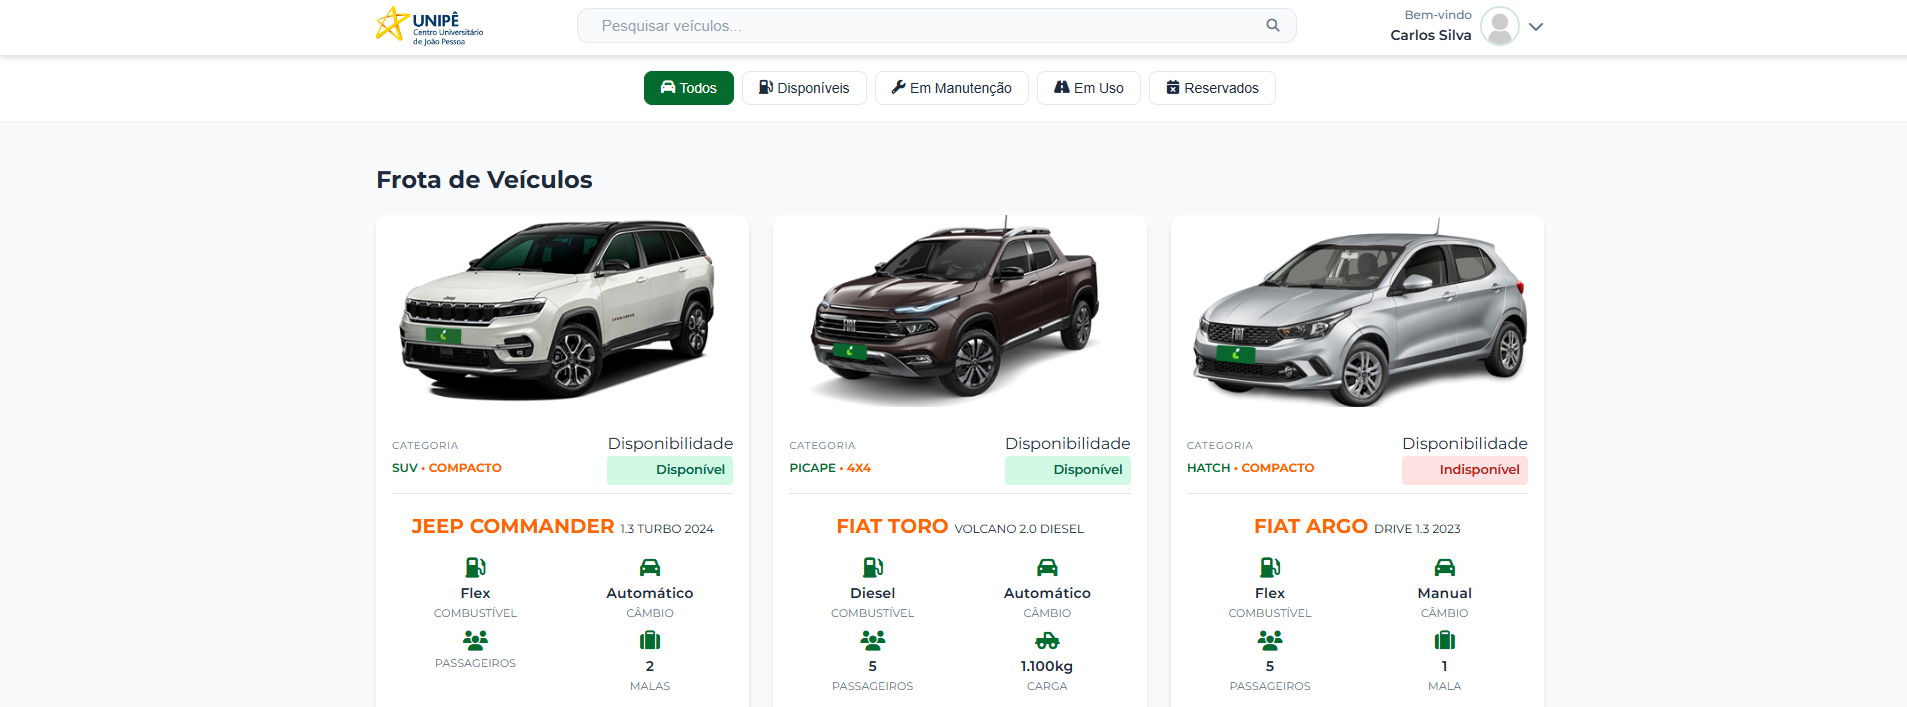 UNIPÊ
Centro Universitário
de João Pessoa
Pesquisar veículos...
Bem-vindo
Carlos Silva
Todos
Disponíveis
Em Manutenção
Em Uso
Reservados
Frota de Veículos
CATEGORIA
SUV • COMPACTO
Disponibilidade
Disponível
JEEP COMMANDER 1.3 TURBO 2024
Flex
COMBUSTÍVEL
Automático
CÂMBIO
PASSAGEIROS
2
MALAS
FIAT
CATEGORIA
PICAPE • 4X4
Disponibilidade
Disponível
FIAT TORO VOLCANO 2.0 DIESEL
Diesel
COMBUSTÍVEL
Automático
CÂMBIO
5
PASSAGEIROS
1.100kg
CARGA
FIAT
CATEGORIA
HATCH • COMPACTO
Disponibilidade
Indisponível
FIAT ARGO DRIVE 1.3 2023
Flex
COMBUSTÍVEL
Manual
CÂMBIO
5
PASSAGEIROS
1
MALA